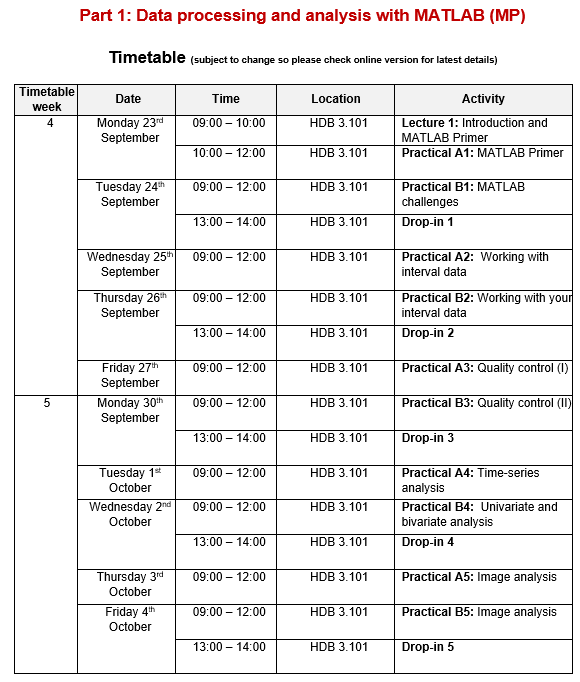 Part 1: Data processing and analysis with MATLAB (MP)
Timetable (subject to change so please check online version for latest details)
Timetable week Date Time Location Activity
4 Monday 23rd September 09:00 – 10:00 HDB 3.101 Lecture 1: Introduction and MATLAB Primer
10:00 – 12:00 HDB 3.101 Practical A1: MATLAB Primer
Tuesday 24th September 09:00 – 12:00 HDB 3.101 Practical B1: MATLAB challenges
13:00 – 14:00 HDB 3.101 Drop-in 1
Wednesday 25th September 09:00 – 12:00 HDB 3.101 Practical A2: Working with interval data
Thursday 26th September 09:00 – 12:00 HDB 3.101 Practical B2: Working with your interval data
13:00 – 14:00 HDB 3.101 Drop-in 2
Friday 27th September 09:00 – 12:00 HDB 3.101 Practical A3: Quality control (I)
5 Monday 30th September 09:00 – 12:00 HDB 3.101 Practical B3: Quality control (II)
13:00 – 14:00 HDB 3.101 Drop-in 3
Tuesday 1st October 09:00 – 12:00 HDB 3.101 Practical A4: Time-series analysis
Wednesday 2nd October 09:00 – 12:00 HDB 3.101 Practical B4: Univariate and bivariate analysis
13:00 – 14:00 HDB 3.101 Drop-in 4
Thursday 3rd October 09:00 – 12:00 HDB 3.101 Practical A5: Image analysis
Friday 4th October 09:00 – 12:00 HDB 3.101 Practical B5: Image analysis
13:00 – 14:00 HDB 3.101 Drop-in 5